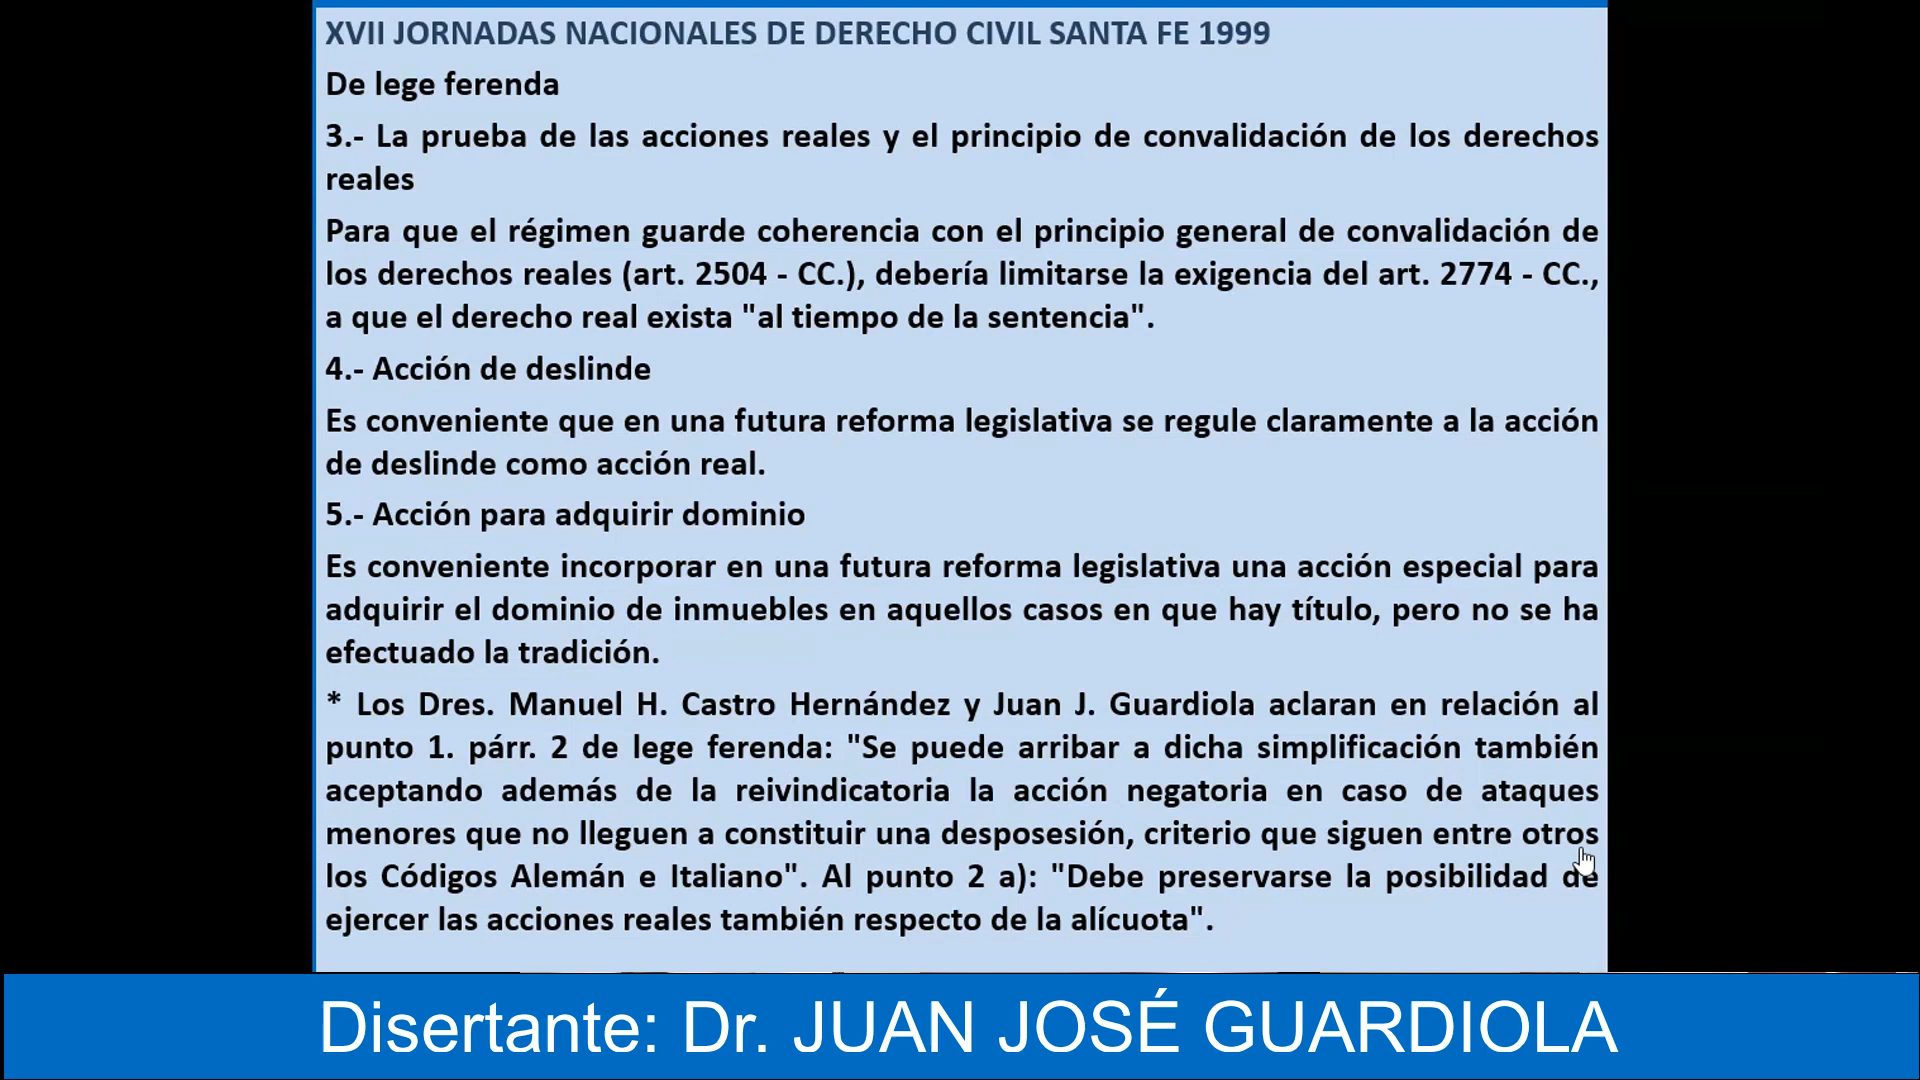 XVII JORNADAS NACIONALES DE DERECHO CIVIL SANTA FE 1999
De lege ferenda
3.- La prueba de las acciones reales y el principio de convalidación de los derechos
reales
Para que el régimen guarde coherencia con el principio general de convalidación de
los derechos reales (art. 2504 - CC.), debería limitarse la exigencia del art. 2774 - CC.,
a que el derecho real exista "al tiempo de la sentencia".
4.- Acción de deslinde
Es conveniente que en una futura reforma legislativa se regule claramente a la acción
de deslinde como acción real.
5.- Acción para adquirir dominio
Es conveniente incorporar en una futura reforma legislativa una acción especial para
adquirir el dominio de inmuebles en aquellos casos en que hay título, pero no se ha
efectuado la tradición.
* Los Dres. Manuel H. Castro Hernández y Juan J. Guardiola aclaran en relación al
punto 1. párr. 2 de lege ferenda: "Se puede arribar a dicha simplificación también
aceptando además de la reivindicatoria la acción negatoria en caso de ataques
menores que no lleguen a constituir una desposesión, criterio que siguen entre otros
los Códigos Alemán e Italiano". Al punto 2 a): "Debe preservarse la posibilidad de
ejercer las acciones reales también respecto de la alícuota".
Disertante: Dr. JUAN JOSÉ GUARDIOLA